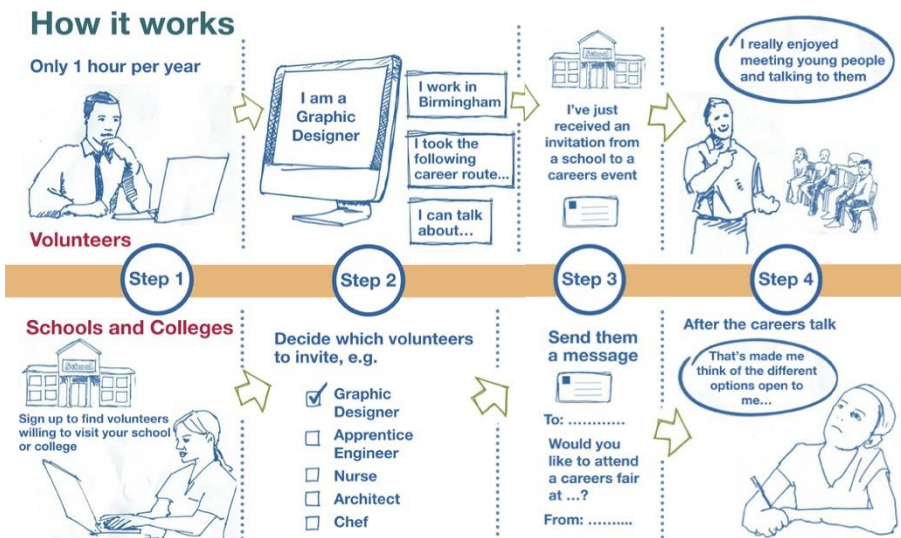 How it works
Only 1 hour per year
Volunteers
I am a
Graphic
Designer
I work in
Birmingham
I took the
following
career route...
I can talk
about...
School
I've just
received an
invitation from
a school to a
careers event
I really enjoyed
meeting young people
and talking to them
Step 1
Step 2
Step 3
Step 4
Schools and Colleges
School
Sign up to find volunteers
willing to visit your school
or college
Decide which volunteers
to invite, e.g.
Graphic
Designer
Apprentice
Engineer
Nurse
Architect
Chef
Send them
a message
To: ............
Would you
like to attend
a careers fair
at ...?
From: ..........
After the careers talk
That's made me
think of the different
options open to
me...